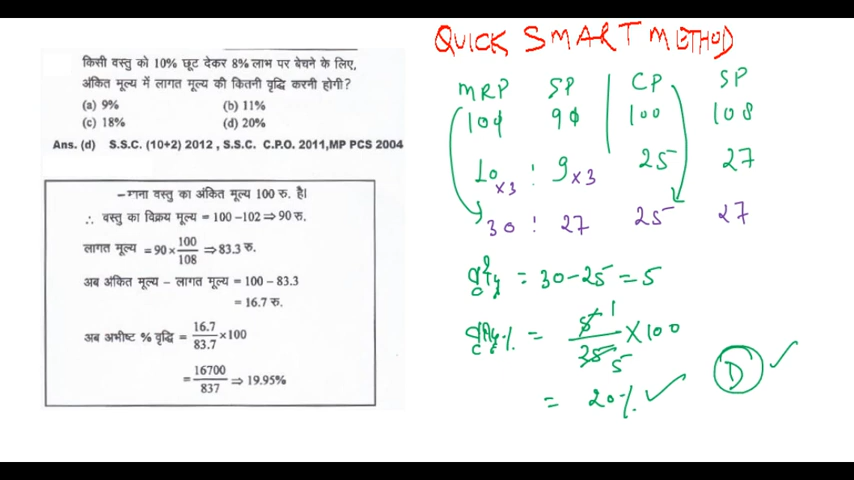 QUICK SMART METHOD
किसी वस्तु को 10% छूट देकर 8% लाभ पर बेचने के लिए,
अंकित मूल्य में लागत मूल्य की कितनी वृद्धि करनी होगी?
(a) 9% (b) 11%
(c) 18% (d) 20%
Ans. (d) S.S.C. (10+2) 2012 , S.S.C. C.P.O. 2011,MP PCS 2004
माना वस्तु का अंकित मूल्य 100 रु. है।
∴ वस्तु का विक्रय मूल्य = 100 – 102 ⇒ 90 रु.
लागत मूल्य = 90 × 100/108 ⇒ 83.3 रु.
अब अंकित मूल्य – लागत मूल्य = 100 – 83.3
= 16.7 रु.
अब अभीष्ट % वृद्धि = 16.7/83.7 × 100
= 16700/837 ⇒ 19.95%
MRP SP | CP SP
100 90 | 100 108
10 ×3 : 9 ×3 25 27
30 : 27 25 27
= 30 – 25 = 5
% = 5/25 × 100
= 20%
D